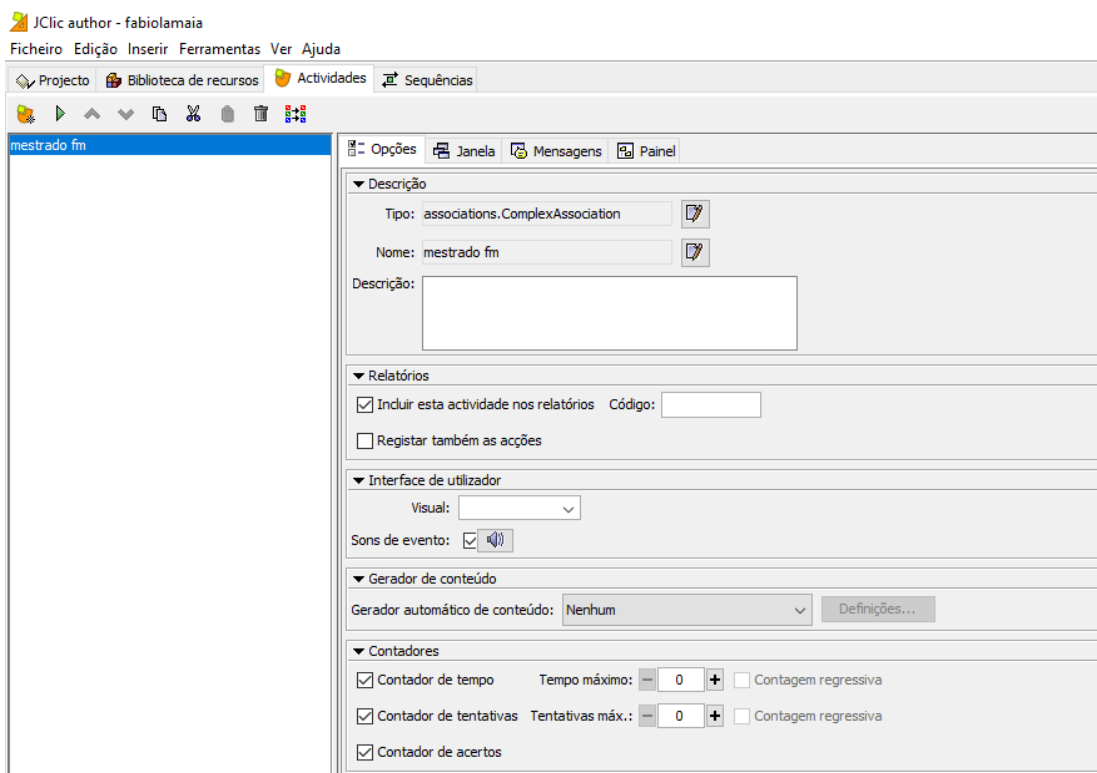 JClic author - fabiolamaia
Ficheiro Edição Inserir Ferramentas Ver Ajuda
Projecto Biblioteca de recursos Actividades Sequências
mestrado fm
Opções Janela Mensagens Painel
Descrição
Tipo: associations.ComplexAssociation
Nome: mestrado fm
Descrição:
Relatórios
Incluir esta actividade nos relatórios Código:
Registar também as acções
Interface de utilizador
Visual:
Sons de evento:
Gerador de conteúdo
Gerador automático de conteúdo: Nenhum Definições...
Contadores
Contador de tempo Tempo máximo: 0 Contagem regressiva
Contador de tentativas Tentativas máx.: 0 Contagem regressiva
Contador de acertos